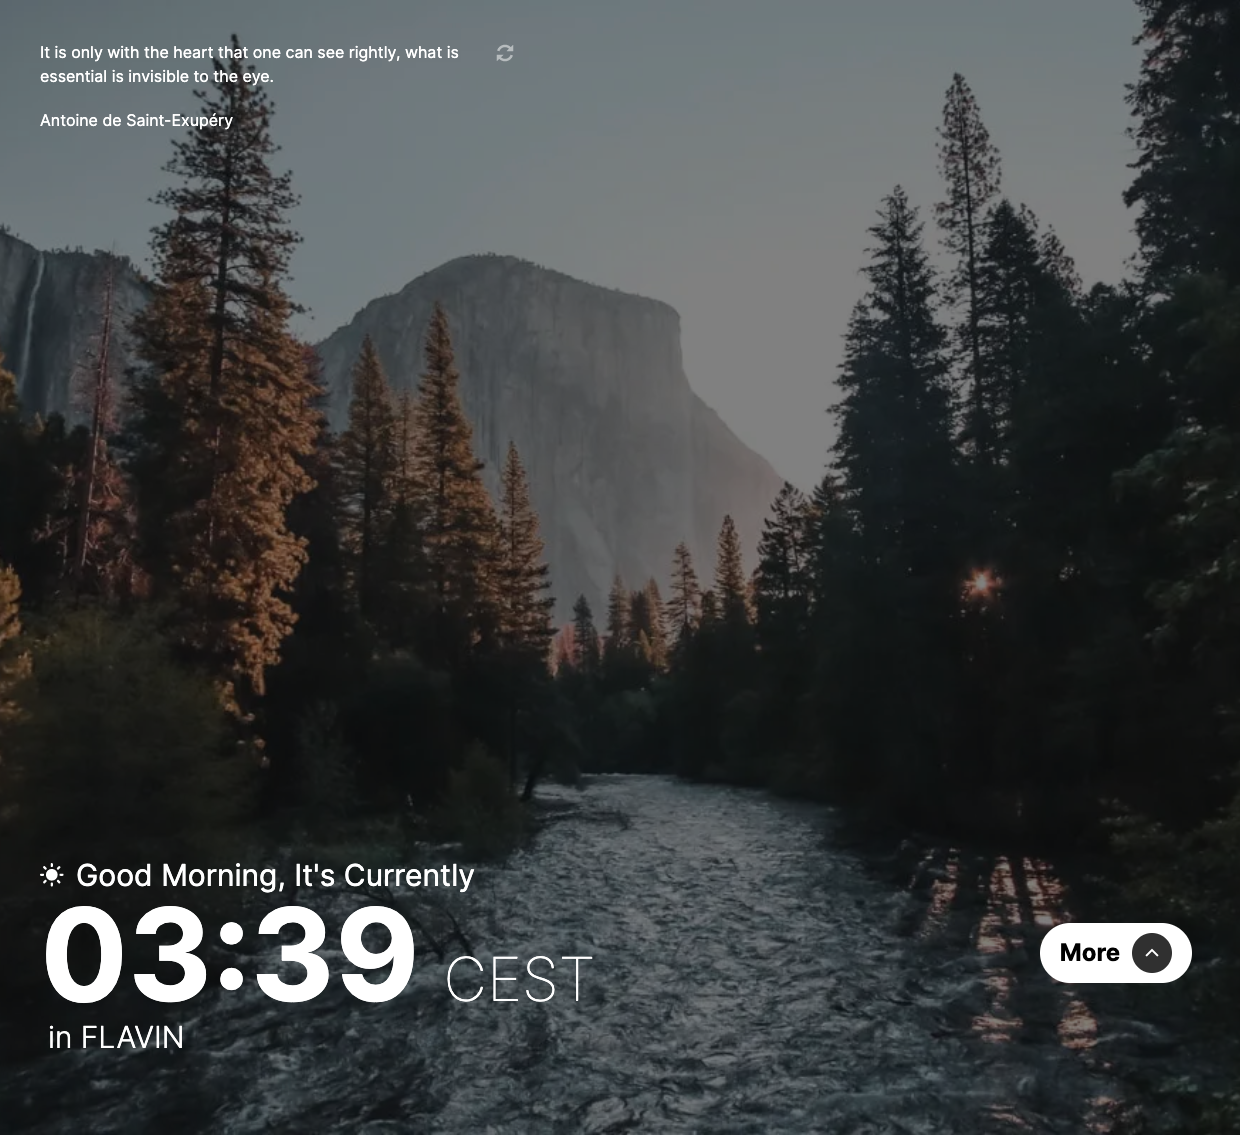 It is only with the heart that one can see rightly, what is
essential is invisible to the eye.
Antoine de Saint-Exupéry
Good Morning, It's Currently
03:39 CEST
in FLAVIN
More